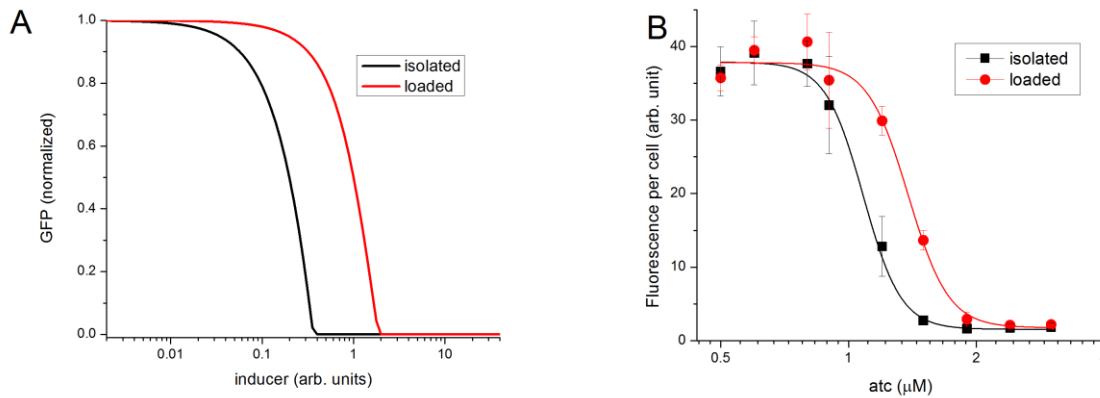 A
isolated
loaded
1.0
0.8
0.6
0.4
0.2
0.0
GFP (normalized)
0.01
0.1
1
10
inducer (arb. units)
B
isolated
loaded
40
30
20
10
0
Fluorescence per cell (arb. unit)
0.5
1
2
atc (μM)